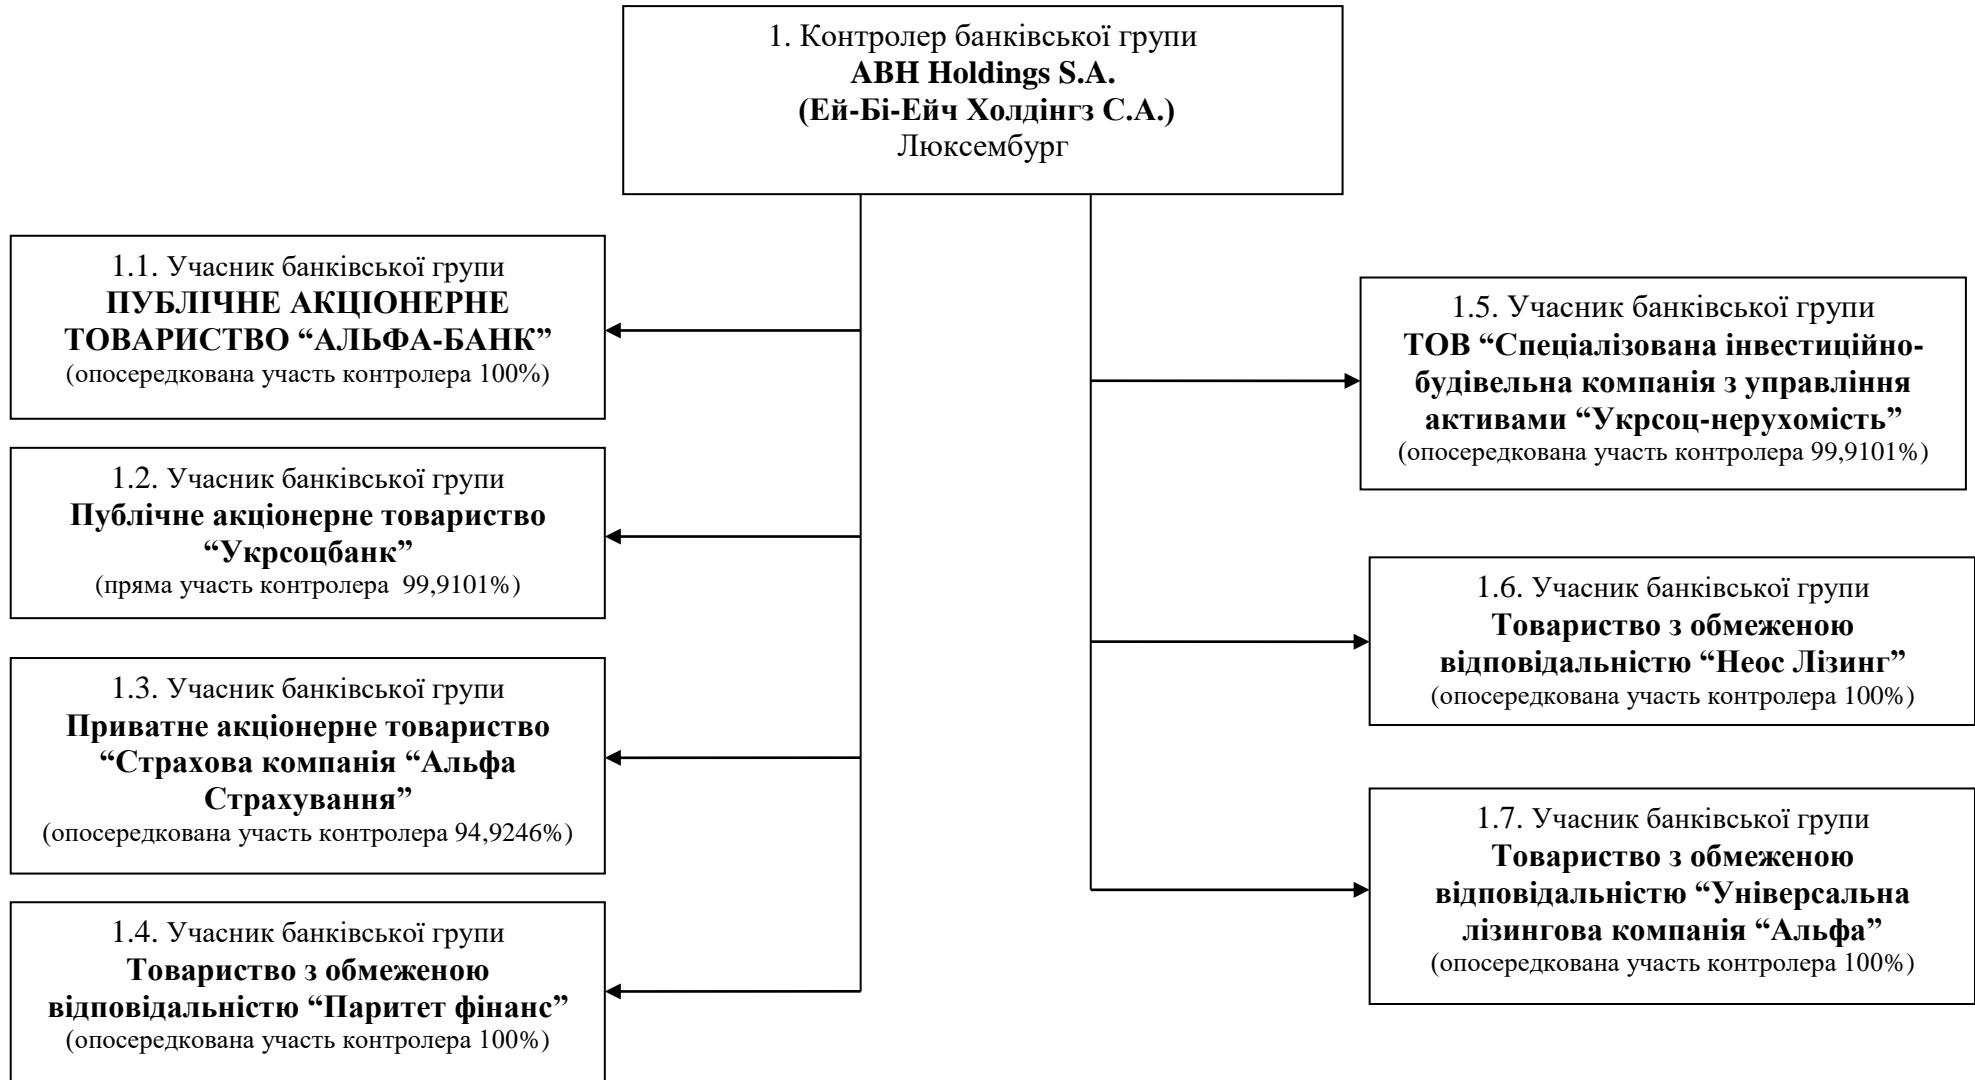 1. Контролер банківської групи
ABH Holdings S.A.
(Ей-Бі-Ейч Холдінгз С.А.)
Люксембург
1.1. Учасник банківської групи
ПУБЛІЧНЕ АКЦІОНЕРНЕ
ТОВАРИСТВО “АЛЬФА-БАНК”
(опосередкована участь контролера 100%)
1.2. Учасник банківської групи
Публічне акціонерне товариство
“Укрсоцбанк”
(пряма участь контролера 99,9101%)
1.3. Учасник банківської групи
Приватне акціонерне товариство
“Страхова компанія “Альфа
Страхування”
(опосередкована участь контролера 94,9246%)
1.4. Учасник банківської групи
Товариство з обмеженою
відповідальністю “Паритет фінанс”
(опосередкована участь контролера 100%)
1.5. Учасник банківської групи
ТОВ “Спеціалізована інвестиційно-
будівельна компанія з управління
активами “Укрсоц-нерухомість”
(опосередкована участь контролера 99,9101%)
1.6. Учасник банківської групи
Товариство з обмеженою
відповідальністю “Неос Лізинг”
(опосередкована участь контролера 100%)
1.7. Учасник банківської групи
Товариство з обмеженою
відповідальністю “Універсальна
лізингова компанія “Альфа”
(опосередкована участь контролера 100%)